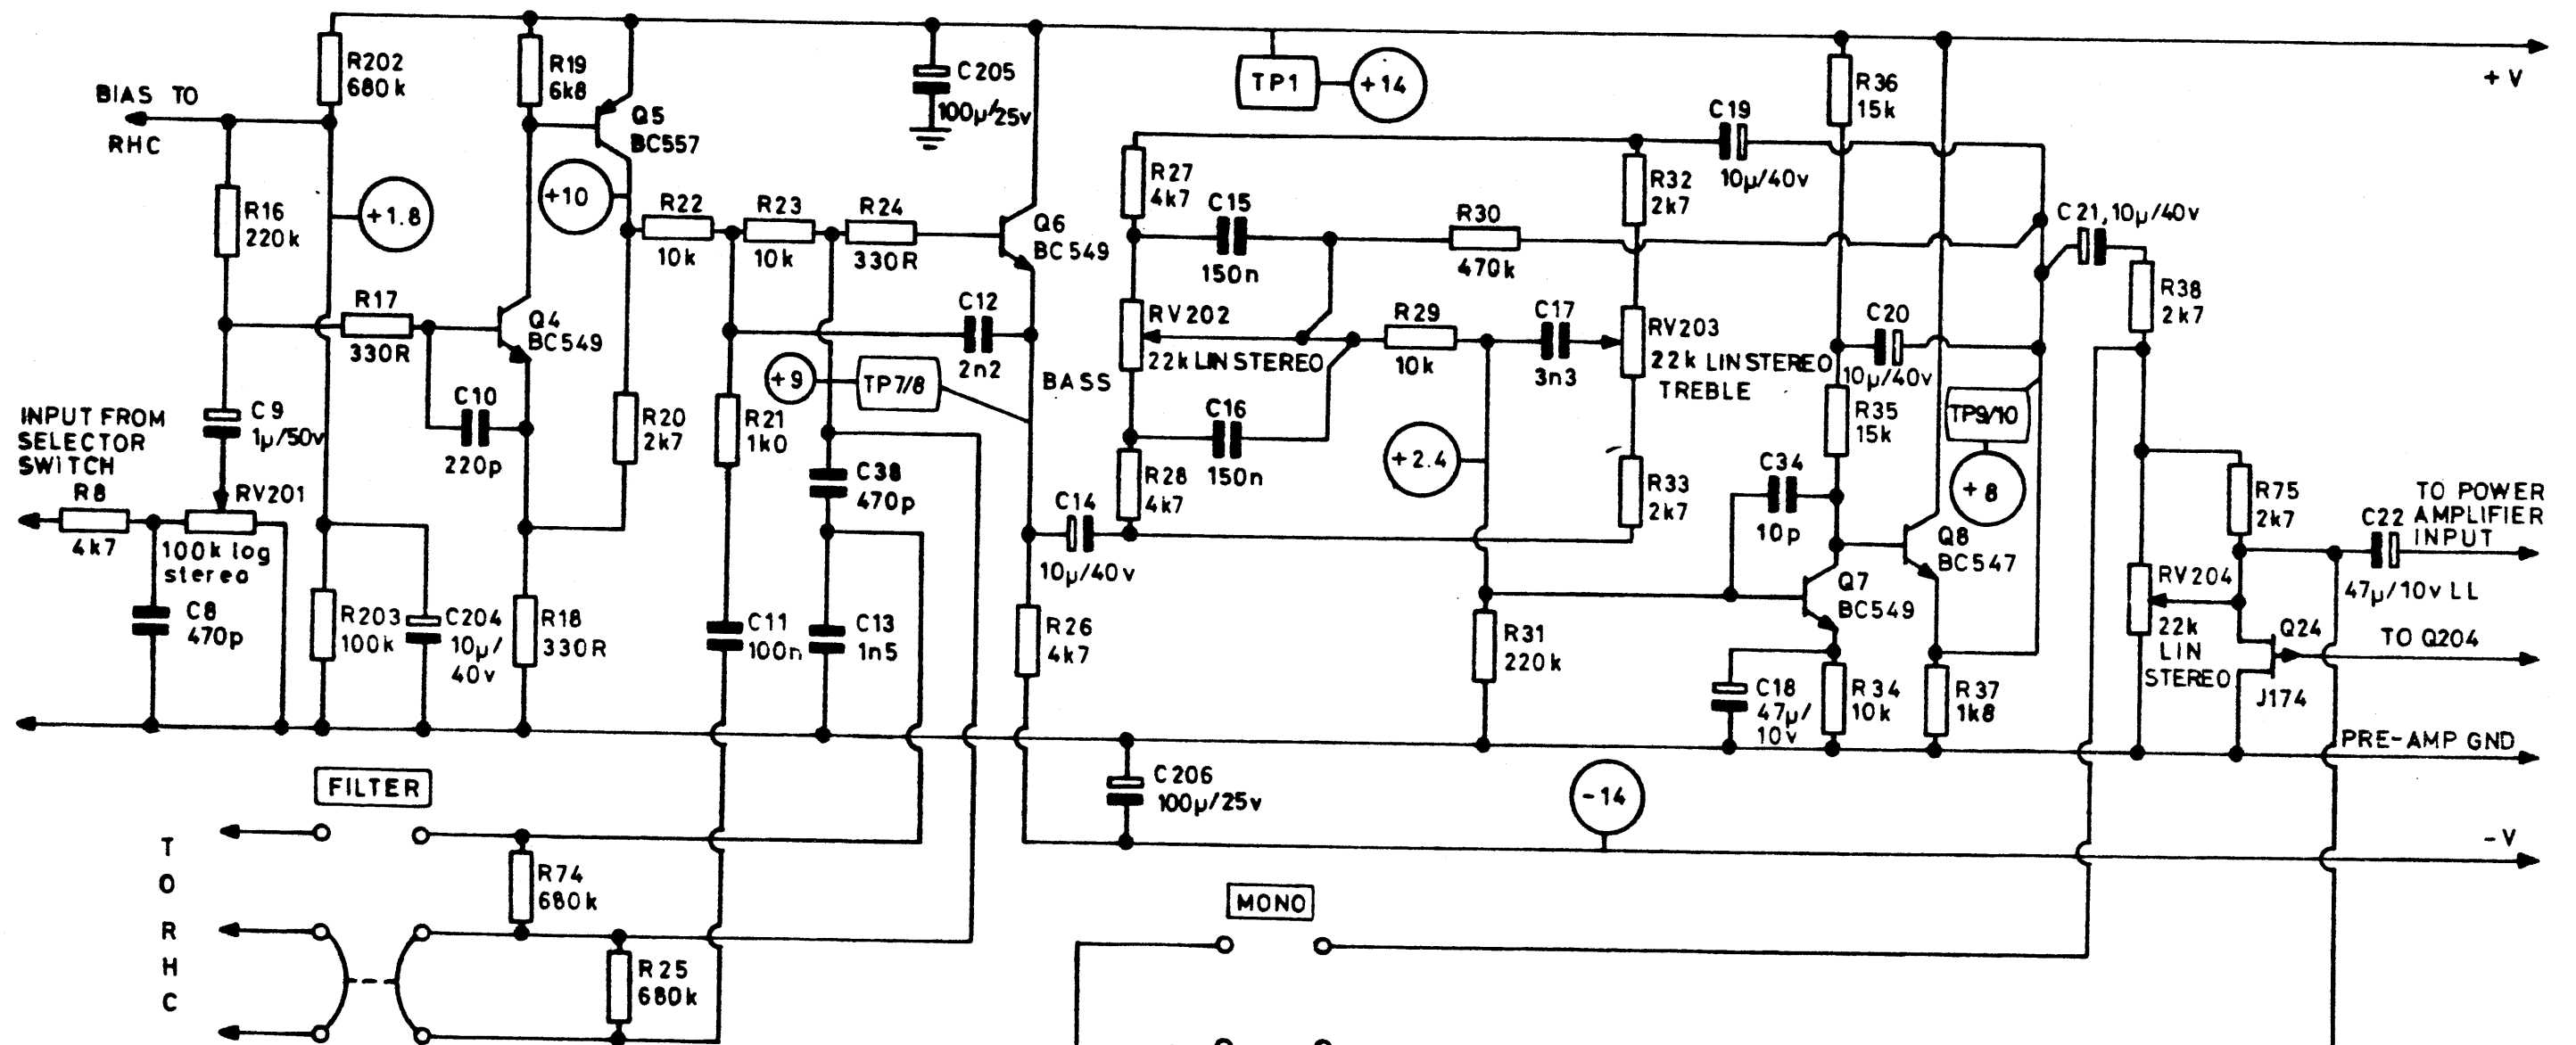 BIAS TO
RHC
R202
680k
R19
6k8
Q5
BC557
C205
100µ/25v
TP1
+14
R36
15k
+V
R16
220k
+1.8
+10
R22
10k
R23
10k
R24
330R
Q6
BC549
R27
4k7
C15
150n
R30
470k
R32
2k7
C19
10µ/40v
C21,10µ/40v
R38
2k7
R17
330R
Q4
BC549
C10
220p
C12
2n2
+9
TP7/8
BASS
RV202
22k LIN STEREO
R29
10k
C17
3n3
RV203
22k LIN STEREO
TREBLE
C20
10µ/40v
R35
15k
TP9/10
+8
INPUT FROM
SELECTOR
SWITCH
R8
4k7
C9
1µ/50v
RV201
100k log
stereo
C8
470p
R20
2k7
R21
1k0
C38
470p
C16
150n
R28
4k7
C14
10µ/40v
+2.4
R33
2k7
C34
10p
Q8
BC547
R75
2k7
TO POWER
AMPLIFIER
INPUT
C22
47µ/10v LL
R203
100k
C204
10µ/
40v
R18
330R
C11
100n
C13
1n5
R26
4k7
R31
220k
Q7
BC549
C18
47µ/
10v
R34
10k
R37
1k8
RV204
22k
LIN
STEREO
Q24
J174
TO Q204
PRE-AMP GND
C206
100µ/25v
-14
-V
FILTER
TO RHC
R74
680k
R25
680k
MONO